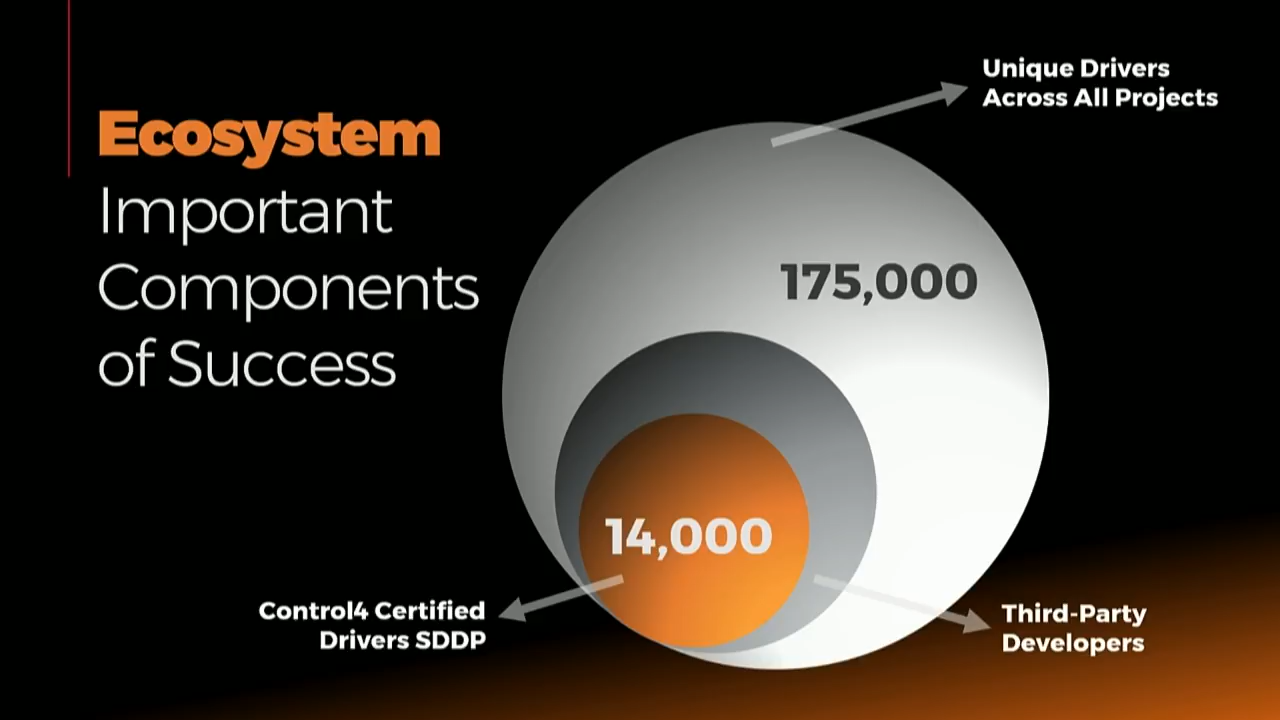 Ecosystem
Important
Components
of Success
Unique Drivers
Across All Projects
175,000
14,000
Control4 Certified
Drivers SDDP
Third-Party
Developers